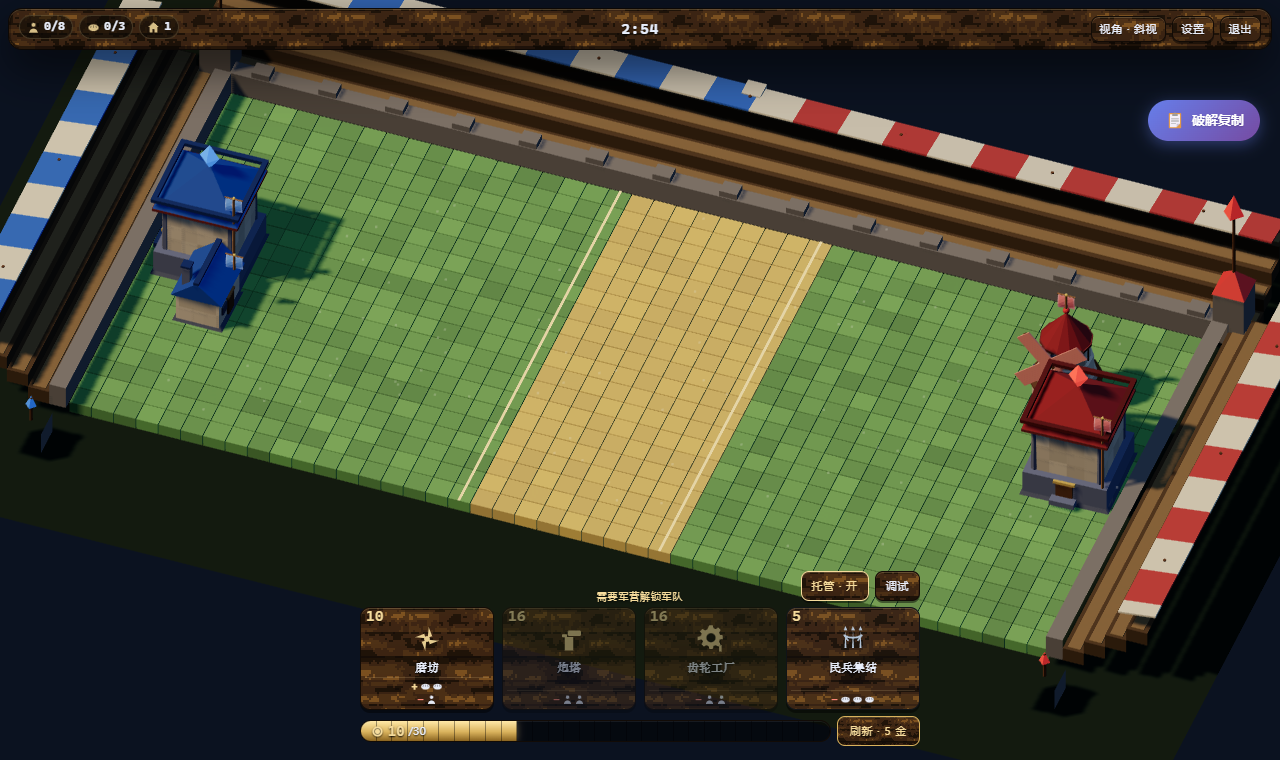 0/8 0/3 1
2:54
视角 · 斜视 设置 退出
破解复制
托管 · 开 调试
需要军营解锁军队
10 磨坊
16 炮塔
16 齿轮工厂
5 民兵集结
10 /30
刷新 · 5 金